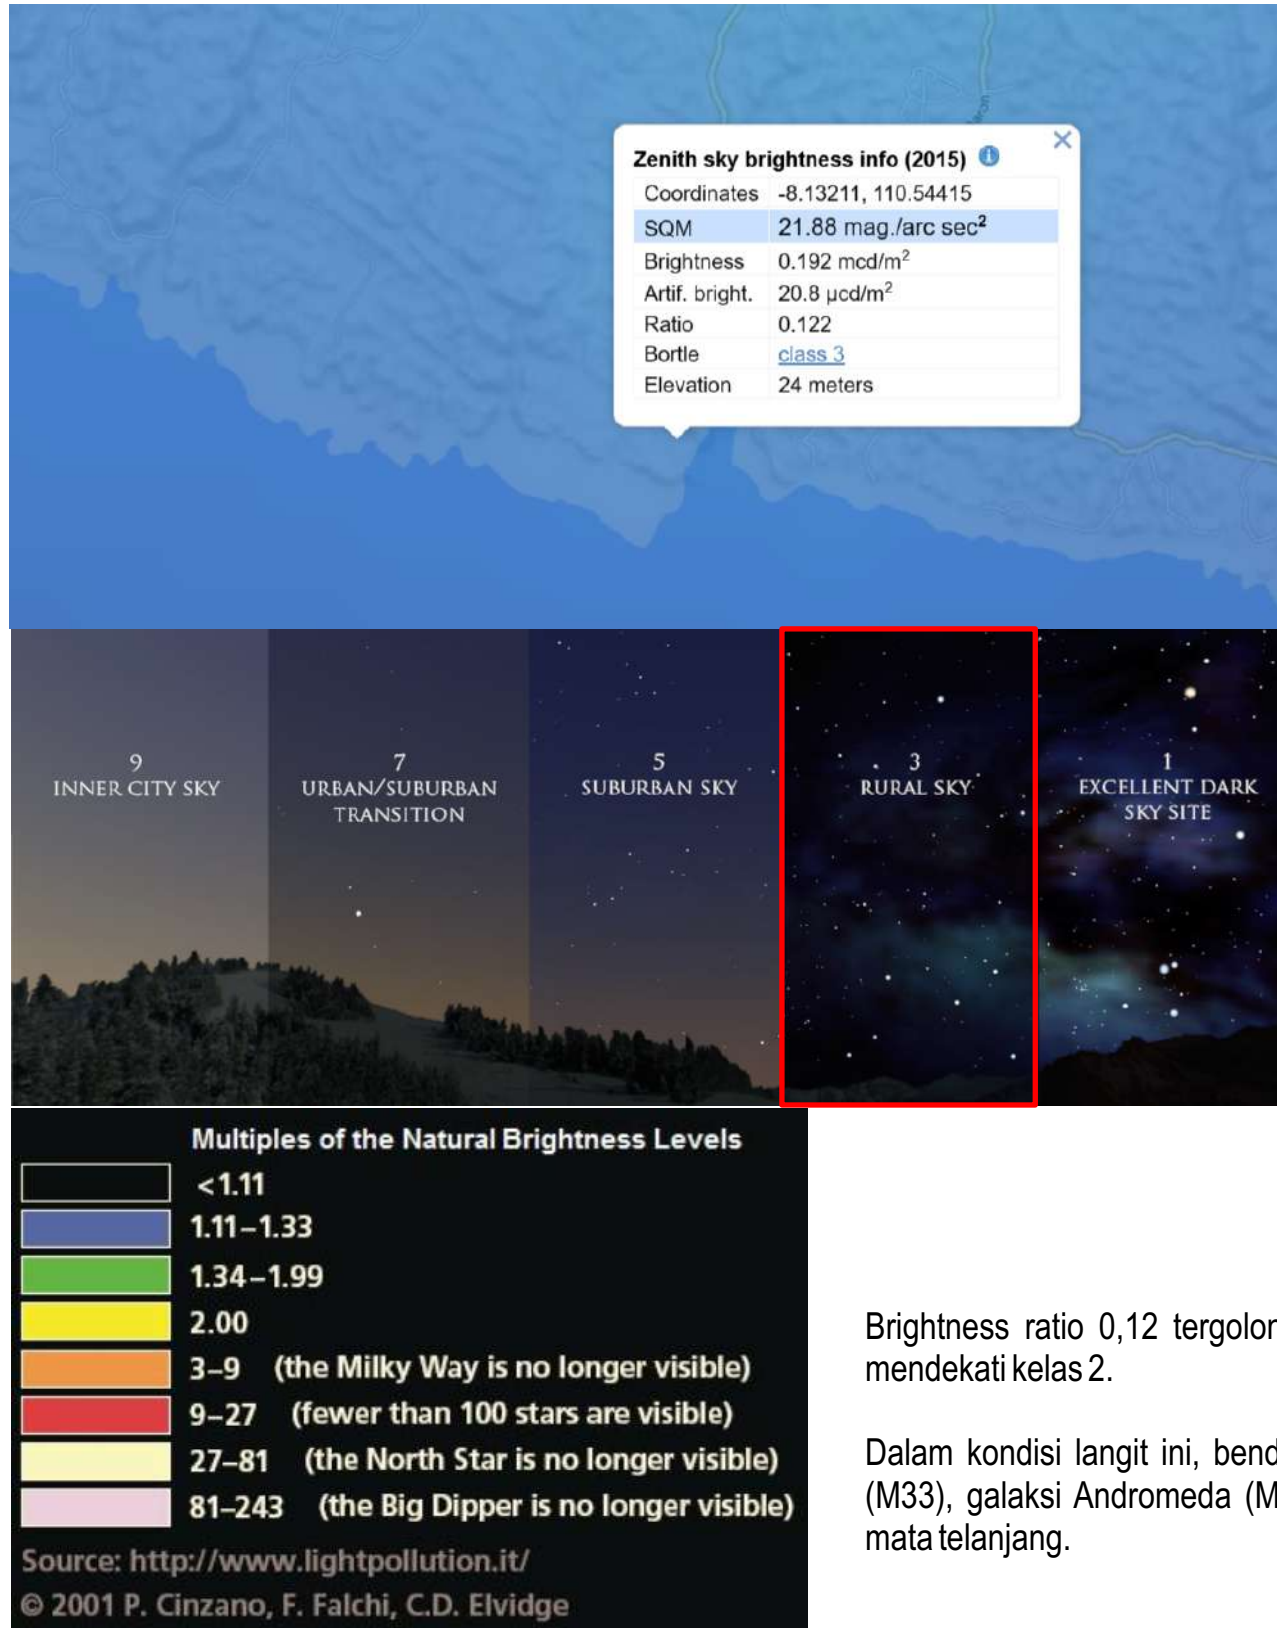 Zenith sky brightness info (2015)
Coordinates -8.13211, 110.54415
SQM 21.88 mag./arc sec²
Brightness 0.192 mcd/m²
Artif. bright. 20.8 μcd/m²
Ratio 0.122
Bortle class 3
Elevation 24 meters
9
INNER CITY SKY
7
URBAN/SUBURBAN
TRANSITION
5
SUBURBAN SKY
3
RURAL SKY
1
EXCELLENT DARK
SKY SITE
Multiples of the Natural Brightness Levels
<1.11
1.11–1.33
1.34–1.99
2.00
3–9 (the Milky Way is no longer visible)
9–27 (fewer than 100 stars are visible)
27–81 (the North Star is no longer visible)
81–243 (the Big Dipper is no longer visible)
Source: http://www.lightpollution.it/
© 2001 P. Cinzano, F. Falchi, C.D. Elvidge
Brightness ratio 0,12 tergolon
mendekati kelas 2.
Dalam kondisi langit ini, bend
(M33), galaksi Andromeda (M
mata telanjang.